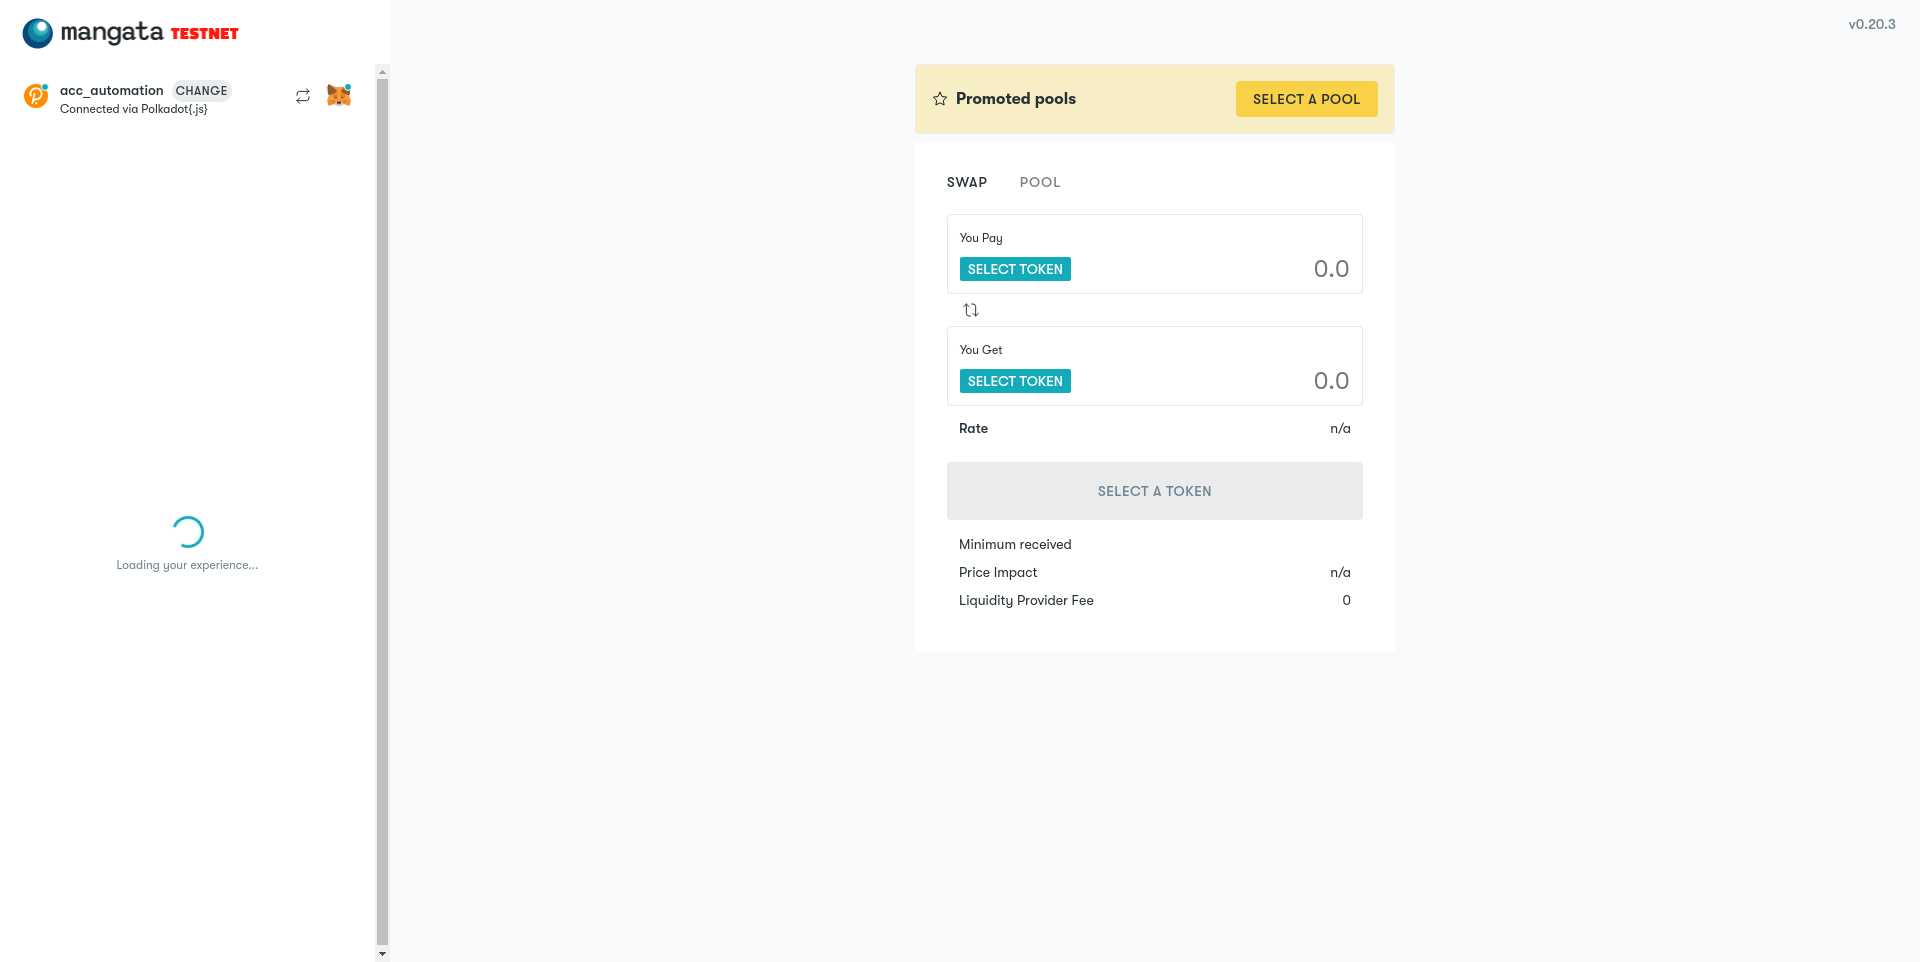 mangata TESTNET
v0.20.3
acc_automation CHANGE
Connected via Polkadot{.js}
Loading your experience...
Promoted pools SELECT A POOL
SWAP POOL
You Pay
SELECT TOKEN 0.0
You Get
SELECT TOKEN 0.0
Rate n/a
SELECT A TOKEN
Minimum received
Price Impact n/a
Liquidity Provider Fee 0